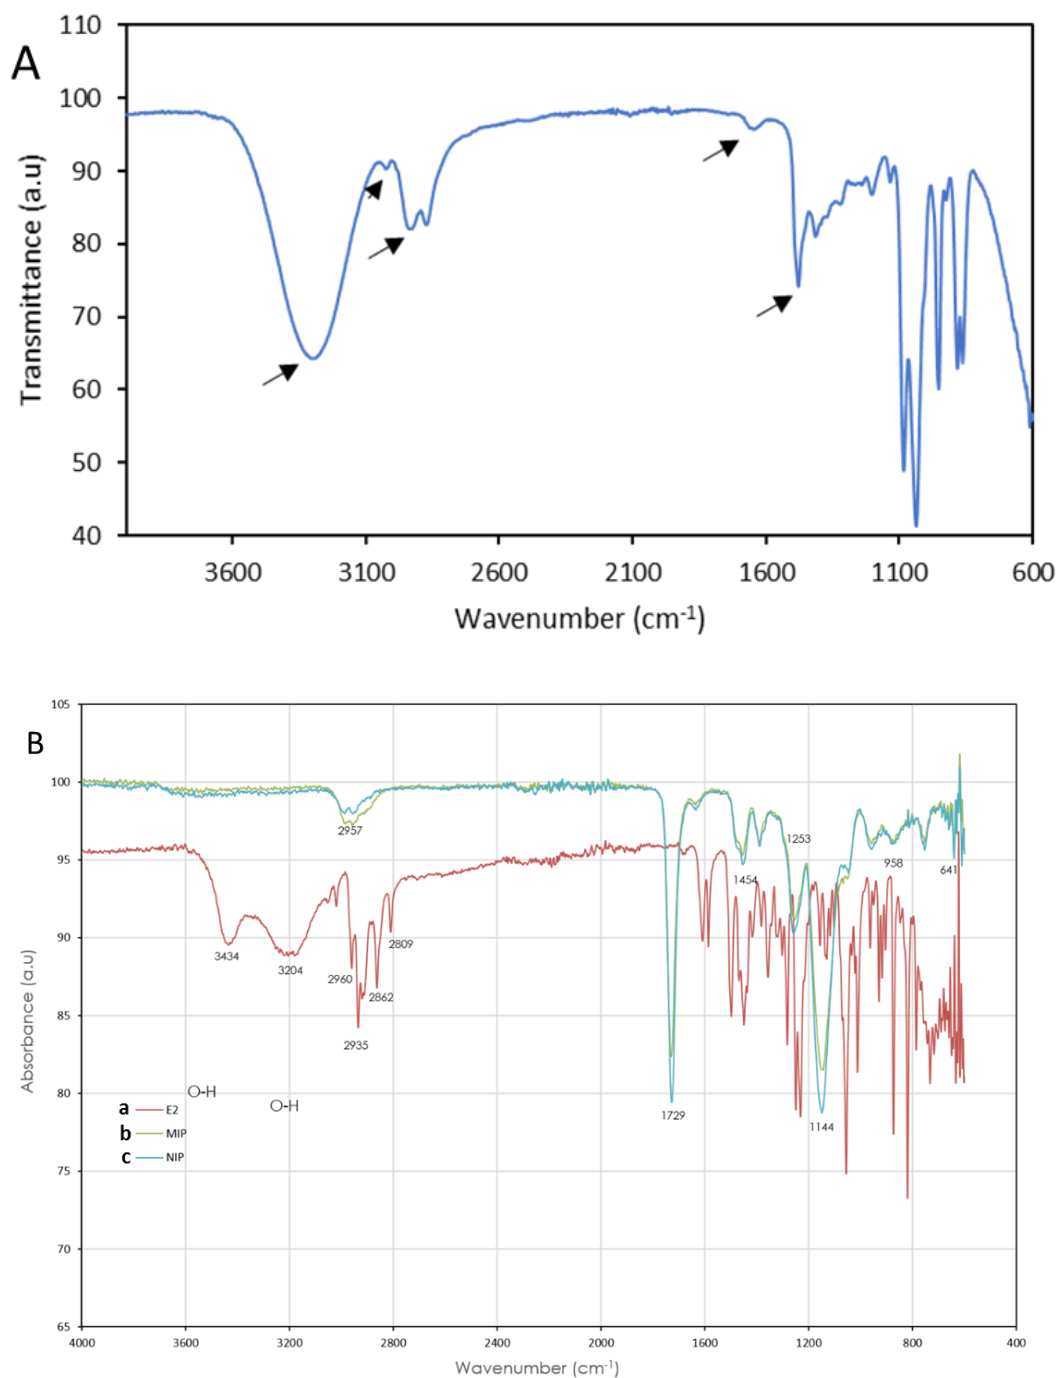 A
110
100
90
80
70
60
50
40
Transmittance (a.u)
3600 3100 2600 2100 1600 1100 600
Wavenumber (cm-1)
B
105
100
95
90
85
80
75
70
65
Absorbance (a.u)
2957
1253
1454
958
641
3434
3204
2960
2862
2809
2935
1729
1144
O-H
O-H
a E2
b MIP
c NIP
4000 3600 3200 2800 2400 2000 1600 1200 800 400
Wavenumber (cm-1)